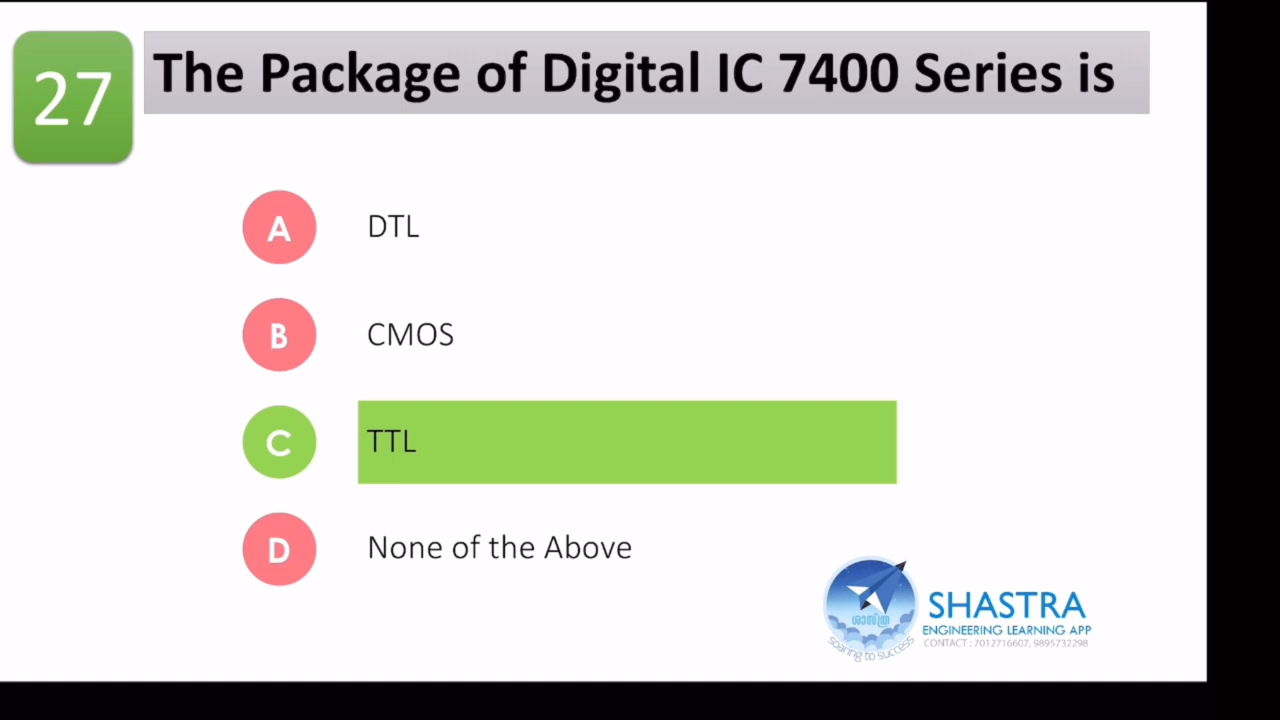 27
The Package of Digital IC 7400 Series is
A DTL
B CMOS
C TTL
D None of the Above
ശാസ്ത്ര
soaring to success
SHASTRA
ENGINEERING LEARNING APP
CONTACT : 7012716607, 9895732298